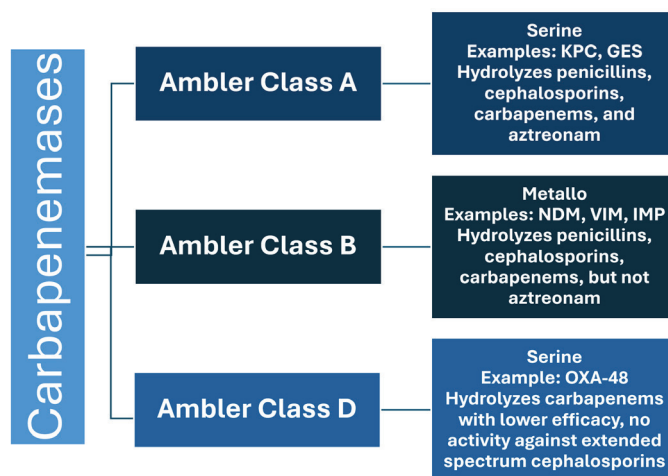 Carbapenemases
Ambler Class A
Serine
Examples: KPC, GES
Hydrolyzes penicillins,
cephalosporins,
carbapenems, and
aztreonam
Ambler Class B
Metallo
Examples: NDM, VIM, IMP
Hydrolyzes penicillins,
cephalosporins,
carbapenems, but not
aztreonam
Ambler Class D
Serine
Example: OXA-48
Hydrolyzes carbapenems
with lower efficacy, no
activity against extended
spectrum cephalosporins